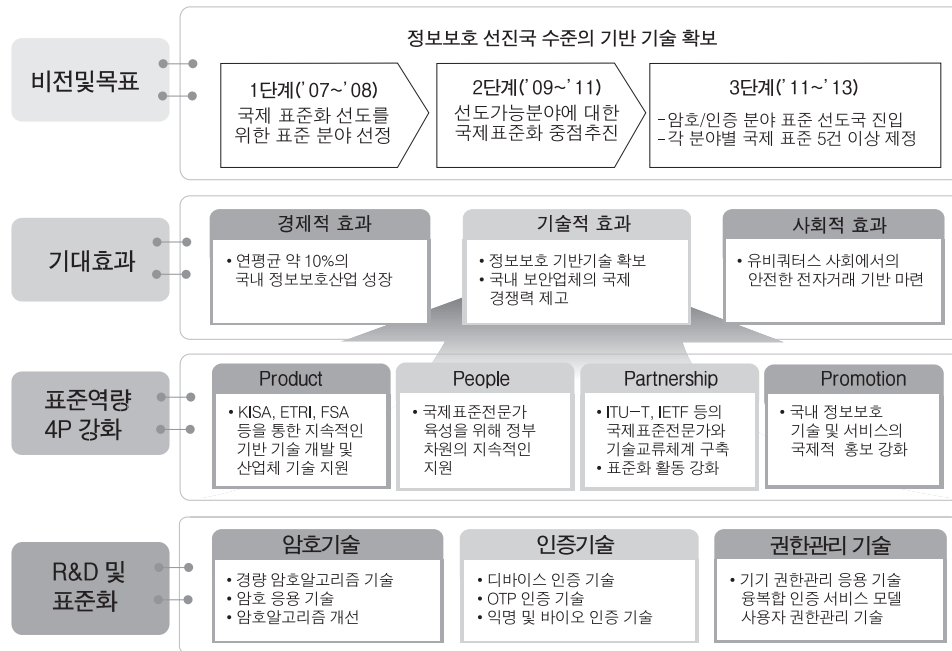 정보보호 선진국 수준의 기반 기술 확보
비전및목표
1단계('07~'08)
국제 표준화 선도를
위한 표준 분야 선정
2단계('09~'11)
선도가능분야에 대한
국제표준화 중점추진
3단계('11~'13)
-암호/인증 분야 표준 선도국 진입
-각 분야별 국제 표준 5건 이상 제정
기대효과
경제적 효과
• 연평균 약 10%의
국내 정보보호산업 성장
기술적 효과
• 정보보호 기반기술 확보
• 국내 보안업체의 국제
경쟁력 제고
사회적 효과
• 유비쿼터스 사회에서의
안전한 전자거래 기반 마련
표준역량
4P 강화
Product
• KISA, ETRI, FSA
등을 통한 지속적인
기반 기술 개발 및
산업체 기술 지원
People
• 국제표준전문가
육성을 위해 정부
차원의 지속적인
지원
Partnership
• ITU-T, IETF 등의
국제표준전문가와
기술교류체계 구축
• 표준화 활동 강화
Promotion
• 국내 정보보호
기술 및 서비스의
국제적 홍보 강화
R&D 및
표준화
암호기술
• 경량 암호알고리즘 기술
• 암호 응용 기술
• 암호알고리즘 개선
인증기술
• 디바이스 인증 기술
• OTP 인증 기술
• 익명 및 바이오 인증 기술
권한관리 기술
• 기기 권한관리 응용 기술
융복합 인증 서비스 모델
사용자 권한관리 기술